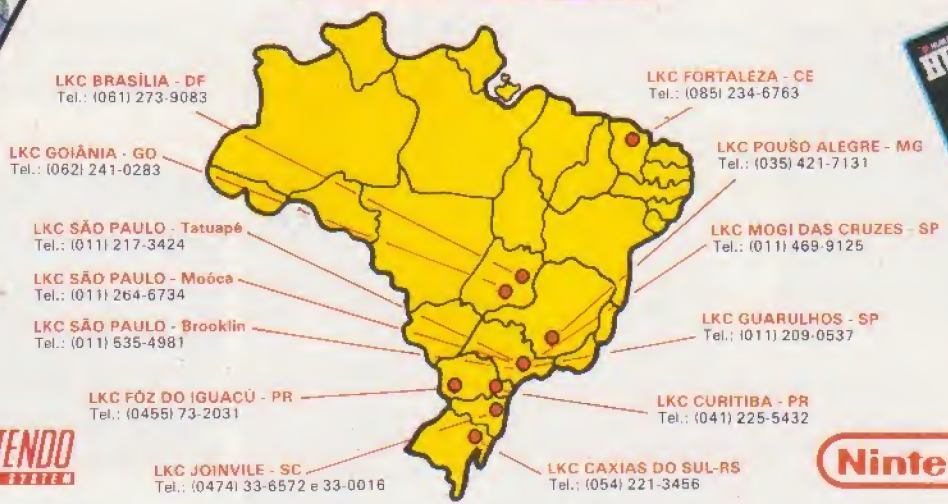 LKC BRASÍLIA - DF
Tel.: (061) 273-9083
LKC GOIÂNIA - GO
Tel.: (062) 241-0283
LKC SÃO PAULO - Tatuapé
Tel.: (011) 217-3424
LKC SÃO PAULO - Moóca
Tel.: (011) 264-6734
LKC SÃO PAULO - Brooklin
Tel.: (011) 535-4981
LKC FÓZ DO IGUACÚ - PR
Tel.: (0455) 73-2031
LKC JOINVILE - SC
Tel.: (0474) 33-6572 e 33-0016
LKC FORTALEZA - CE
Tel.: (085) 234-6763
LKC POUSO ALEGRE - MG
Tel.: (035) 421-7131
LKC MOGI DAS CRUZES - SP
Tel.: (011) 469-9125
LKC GUARULHOS - SP
Tel.: (011) 209-0537
LKC CURITIBA - PR
Tel.: (041) 225-5432
LKC CAXIAS DO SUL-RS
Tel.: (054) 221-3456
TENDO
SYSTEM
Ninte